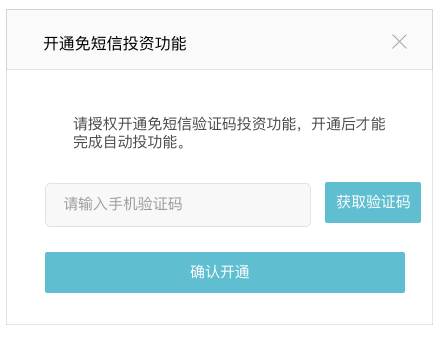 开通免短信投资功能
请授权开通免短信验证码投资功能，开通后才能
完成自动投功能。
请输入手机验证码
获取验证码
确认开通